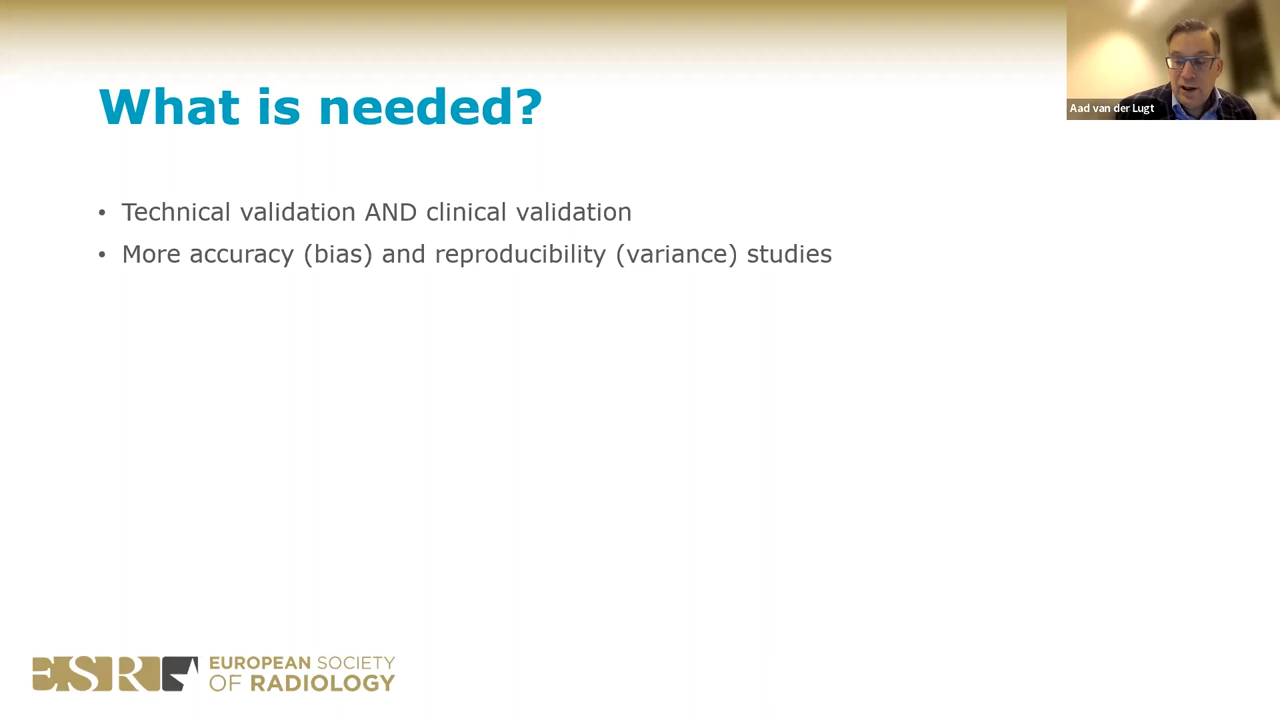 What is needed?
Aad van der Lugt
• Technical validation AND clinical validation
• More accuracy (bias) and reproducibility (variance) studies
ESR
EUROPEAN SOCIETY
OF RADIOLOGY